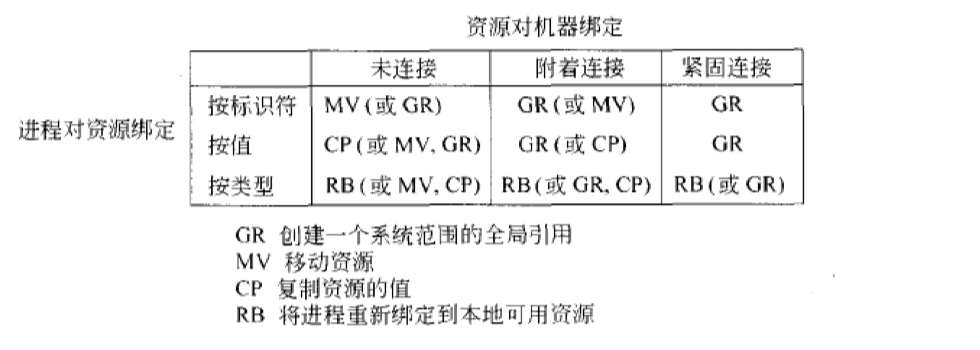 资源对机器绑定
未连接 附着连接 紧固连接
进程对资源绑定
按标识符 MV(或 GR) GR(或 MV) GR
按值 CP(或 MV, GR) GR(或 CP) GR
按类型 RB(或 MV, CP) RB(或 GR, CP) RB(或 GR)
GR 创建一个系统范围的全局引用
MV 移动资源
CP 复制资源的值
RB 将进程重新绑定到本地可用资源